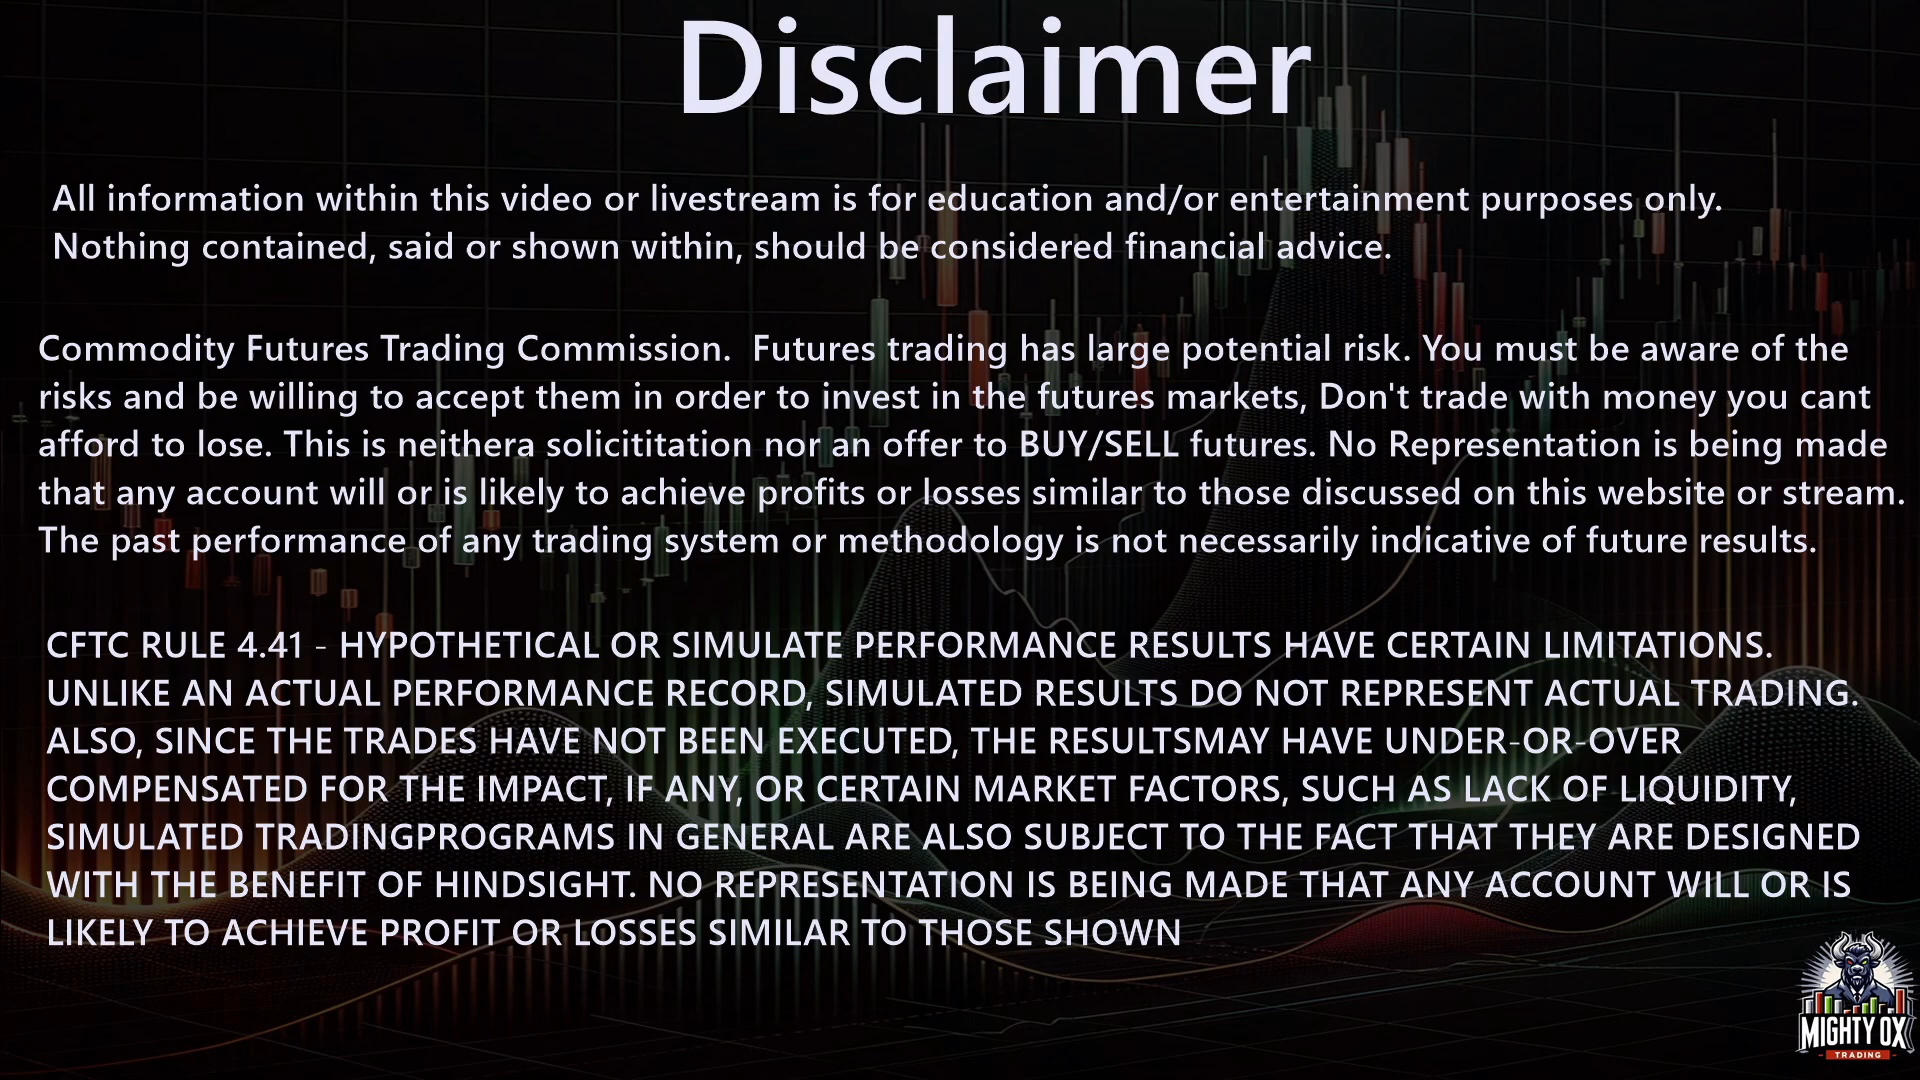 Disclaimer
All information within this video or livestream is for education and/or entertainment purposes only.
Nothing contained, said or shown within, should be considered financial advice.
Commodity Futures Trading Commission.  Futures trading has large potential risk. You must be aware of the
risks and be willing to accept them in order to invest in the futures markets, Don't trade with money you cant
afford to lose. This is neithera solicititation nor an offer to BUY/SELL futures. No Representation is being made
that any account will or is likely to achieve profits or losses similar to those discussed on this website or stream.
The past performance of any trading system or methodology is not necessarily indicative of future results.
CFTC RULE 4.41 - HYPOTHETICAL OR SIMULATE PERFORMANCE RESULTS HAVE CERTAIN LIMITATIONS.
UNLIKE AN ACTUAL PERFORMANCE RECORD, SIMULATED RESULTS DO NOT REPRESENT ACTUAL TRADING.
ALSO, SINCE THE TRADES HAVE NOT BEEN EXECUTED, THE RESULTSMAY HAVE UNDER-OR-OVER
COMPENSATED FOR THE IMPACT, IF ANY, OR CERTAIN MARKET FACTORS, SUCH AS LACK OF LIQUIDITY,
SIMULATED TRADINGPROGRAMS IN GENERAL ARE ALSO SUBJECT TO THE FACT THAT THEY ARE DESIGNED
WITH THE BENEFIT OF HINDSIGHT. NO REPRESENTATION IS BEING MADE THAT ANY ACCOUNT WILL OR IS
LIKELY TO ACHIEVE PROFIT OR LOSSES SIMILAR TO THOSE SHOWN
MIGHTY OX
TRADING